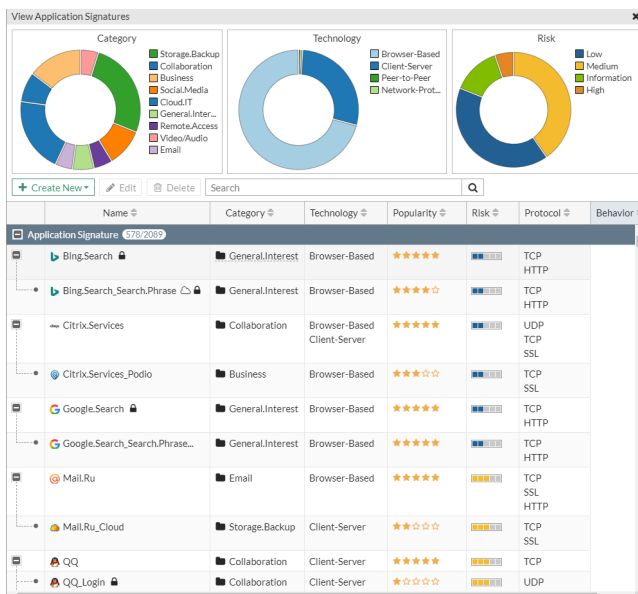 View Application Signatures
Category
Storage.Backup
Collaboration
Business
Social.Media
Cloud.IT
General.Inter...
Remote.Access
Video/Audio
Email
Technology
Browser-Based
Client-Server
Peer-to-Peer
Network-Prot...
Risk
Low
Medium
Information
High
+ Create New Edit Delete Search
Name Category Technology Popularity Risk Protocol Behavior
Application Signature 578/2089
Bing.Search General.Interest Browser-Based TCP
HTTP
Bing.Search_Search.Phrase General.Interest Browser-Based TCP
HTTP
Citrix.Services Collaboration Browser-Based UDP
Client-Server TCP
SSL
Citrix.Services_Podio Business Browser-Based TCP
SSL
Google.Search General.Interest Browser-Based TCP
HTTP
Google.Search_Search.Phrase... General.Interest Browser-Based TCP
HTTP
Mail.Ru Email Browser-Based TCP
SSL
HTTP
Mail.Ru_Cloud Storage.Backup Client-Server TCP
SSL
QQ Collaboration Client-Server TCP
QQ_Login Collaboration Client-Server UDP